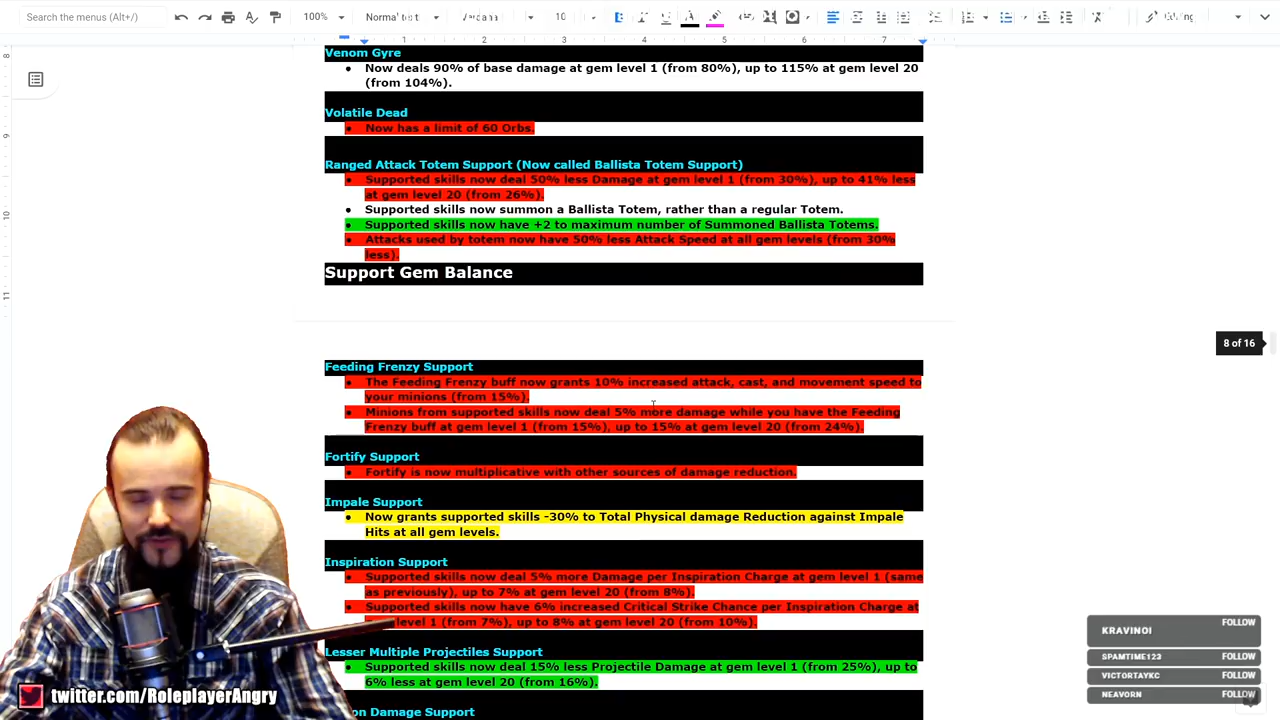 Search the menus (Alt+/)
100%
10
1 2 3 4 5 6 7
Venom Gyre
Now deals 90% of base damage at gem level 1 (from 80%), up to 115% at gem level 20
(from 104%).
Volatile Dead
Now has a limit of 60 Orbs.
Ranged Attack Totem Support (Now called Ballista Totem Support)
Supported skills now deal 50% less Damage at gem level 1 (from 30%), up to 41% less
at gem level 20 (from 26%).
Supported skills now summon a Ballista Totem, rather than a regular Totem.
Supported skills now have +2 to maximum number of Summoned Ballista Totems.
Attacks used by totem now have 50% less Attack Speed at all gem levels (from 30%
less).
Support Gem Balance
8 of 16
Feeding Frenzy Support
The Feeding Frenzy buff now grants 10% increased attack, cast, and movement speed to
your minions (from 15%).
Minions from supported skills now deal 5% more damage while you have the Feeding
Frenzy buff at gem level 1 (from 15%), up to 15% at gem level 20 (from 24%).
Fortify Support
Fortify is now multiplicative with other sources of damage reduction.
Impale Support
Now grants supported skills -30% to Total Physical damage Reduction against Impale
Hits at all gem levels.
Inspiration Support
Supported skills now deal 5% more Damage per Inspiration Charge at gem level 1 (same
as previously), up to 7% at gem level 20 (from 8%).
Supported skills now have 6% increased Critical Strike Chance per Inspiration Charge at
level 1 (from 7%), up to 8% at gem level 20 (from 10%).
Lesser Multiple Projectiles Support
Supported skills now deal 15% less Projectile Damage at gem level 1 (from 25%), up to
6% less at gem level 20 (from 16%).
Damage Support
KRAVINOI FOLLOW
SPAMTIME123 FOLLOW
VICTORTAYKC FOLLOW
NEAVORN FOLLOW
twitter.com/RoleplayerAngry